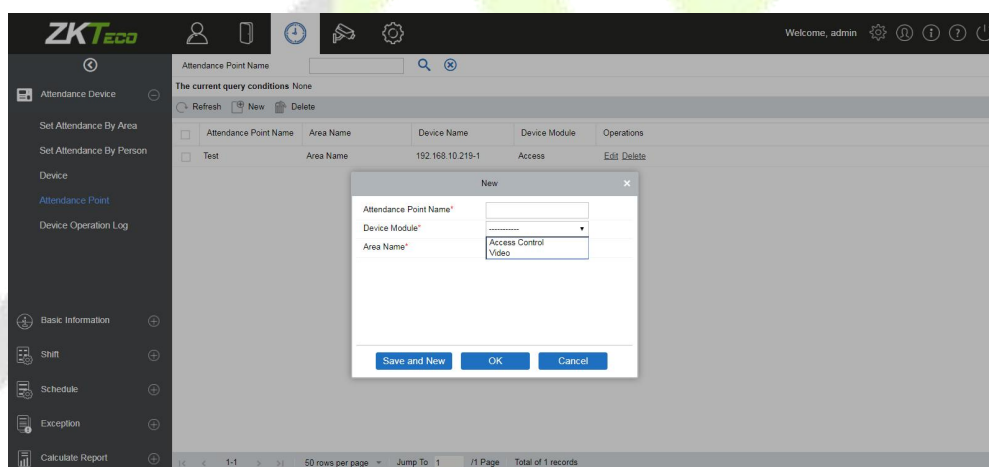 ZKTeco
Welcome, admin
Attendance Point Name
The current query conditions None
Refresh New Delete
Attendance Point Name Area Name Device Name Device Module Operations
Test Area Name 192.168.10.219-1 Access Edit Delete
Attendance Device
Set Attendance By Area
Set Attendance By Person
Device
Attendance Point
Device Operation Log
Basic Information
Shift
Schedule
Exception
Calculate Report
New
Attendance Point Name*
Device Module* -----------
Access Control
Video
Area Name*
Save and New OK Cancel
1-1 50 rows per page Jump To 1 /1 Page Total of 1 records